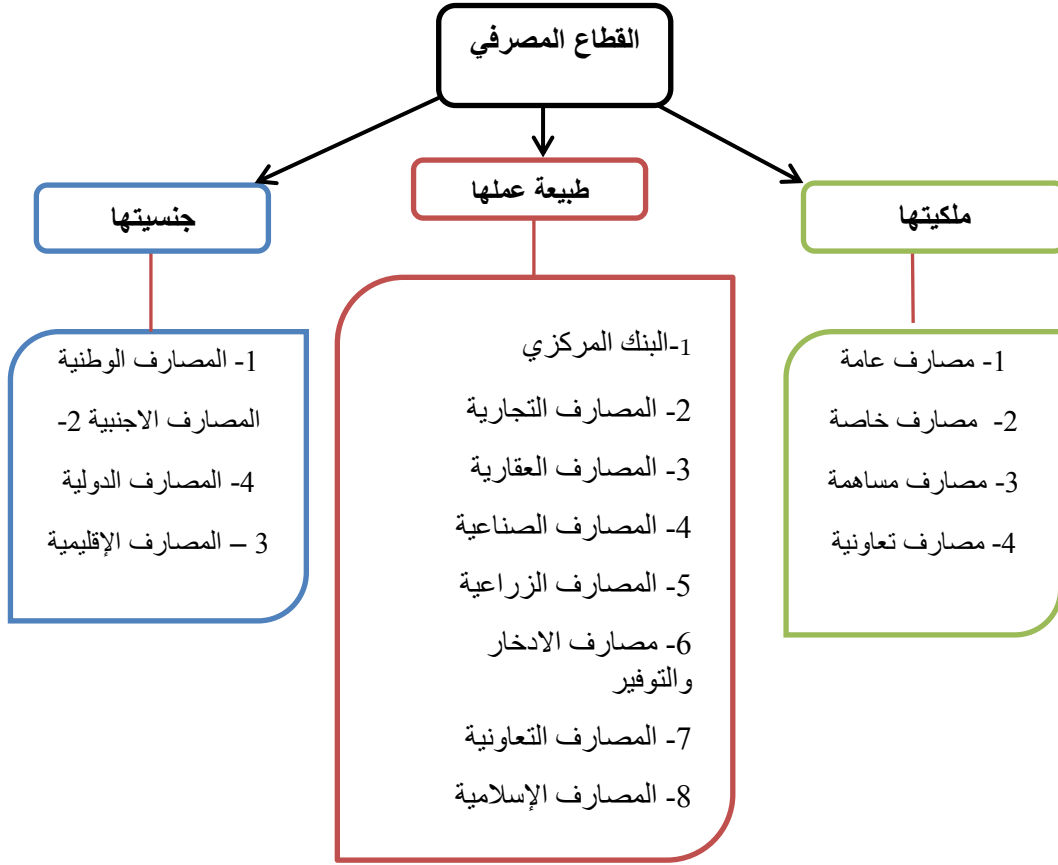 القطاع المصرفي
ملكيتها
1- مصارف عامة
2- مصارف خاصة
3- مصارف مساهمة
4- مصارف تعاونية
طبيعة عملها
1-البنك المركزي
2- المصارف التجارية
3- المصارف العقارية
4- المصارف الصناعية
5- المصارف الزراعية
6- مصارف الادخار
والتوفير
7- المصارف التعاونية
8- المصارف الإسلامية
جنسيتها
1- المصارف الوطنية
المصارف الاجنبية 2-
4- المصارف الدولية
3 – المصارف الإقليمية